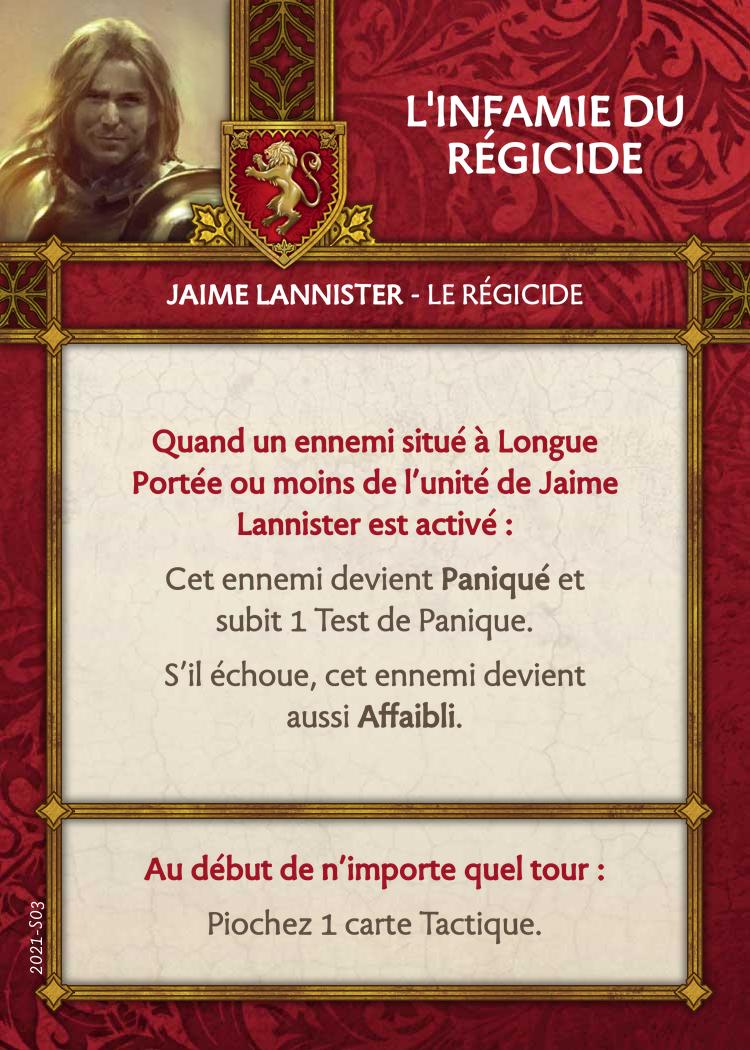 L'INFAMIE DU
RÉGICIDE
JAIME LANNISTER - LE RÉGICIDE
Quand un ennemi situé à Longue
Portée ou moins de l'unité de Jaime
Lannister est activé :
Cet ennemi devient Paniqué et
subit 1 Test de Panique.
S'il échoue, cet ennemi devient
aussi Affaibli.
Au début de n'importe quel tour :
Piochez 1 carte Tactique.
2021-S03